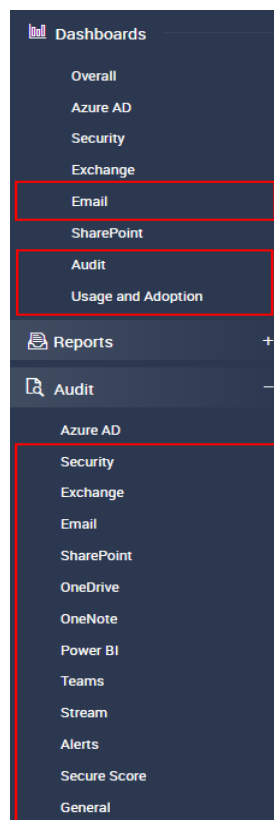 Dashboards
Overall
Azure AD
Security
Exchange
Email
SharePoint
Audit
Usage and Adoption
Reports +
Audit −
Azure AD
Security
Exchange
Email
SharePoint
OneDrive
OneNote
Power BI
Teams
Stream
Alerts
Secure Score
General